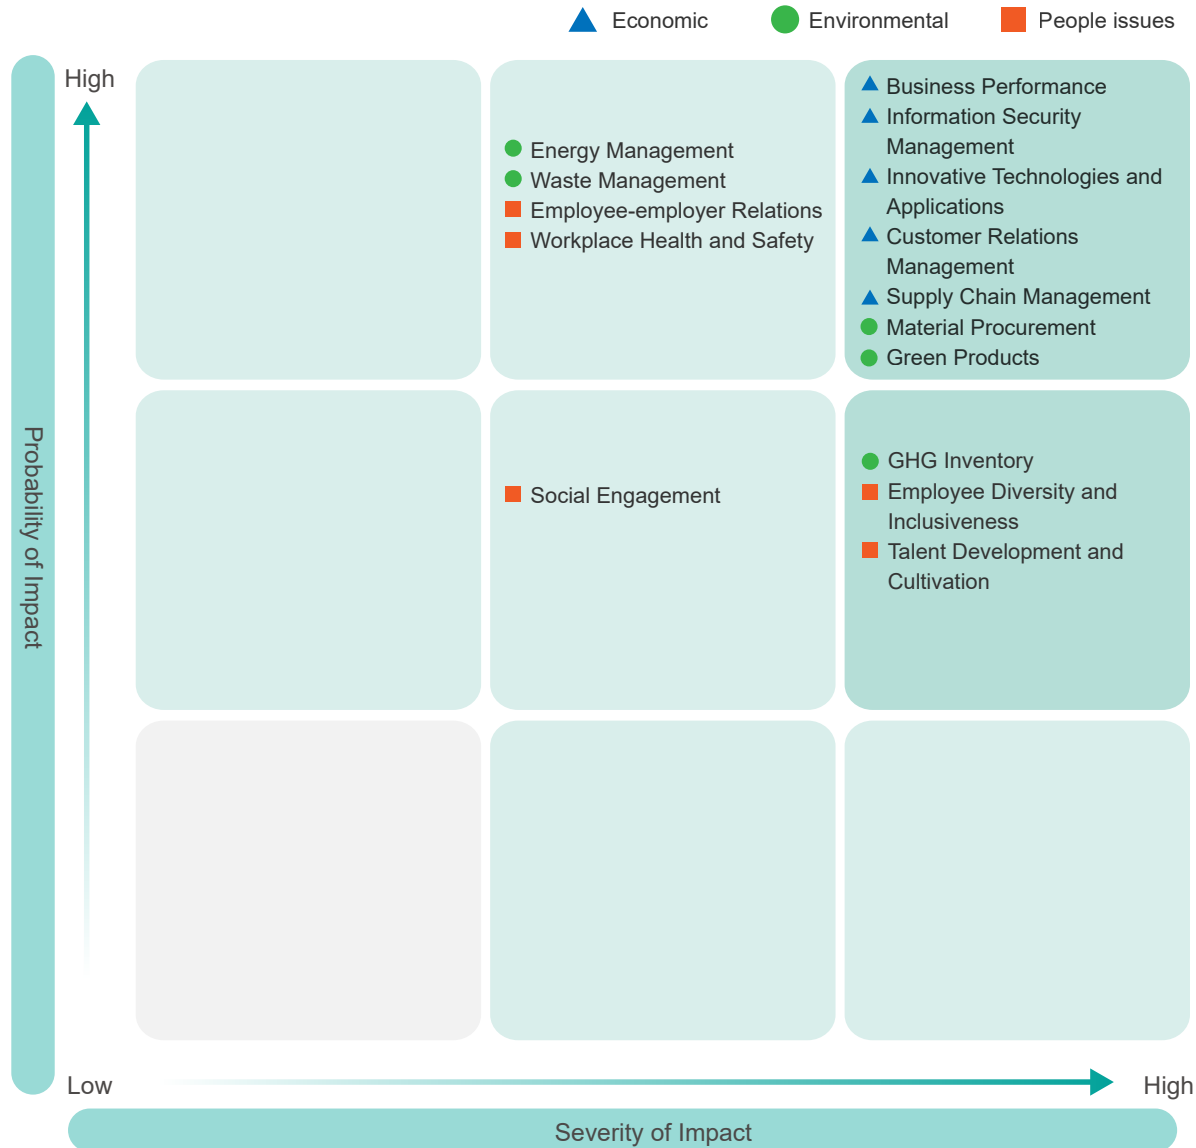 Economic
Environmental
People issues
High
Business Performance
Information Security
Management
Innovative Technologies and
Applications
Customer Relations
Management
Supply Chain Management
Material Procurement
Green Products
Energy Management
Waste Management
Employee-employer Relations
Workplace Health and Safety
Probability of Impact
Social Engagement
GHG Inventory
Employee Diversity and
Inclusiveness
Talent Development and
Cultivation
Low
High
Severity of Impact